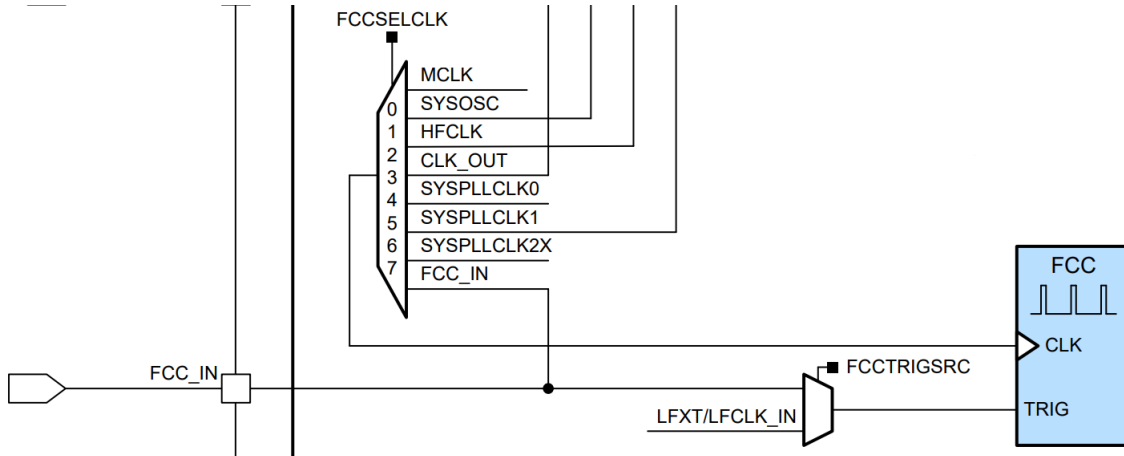 FCCSELCLK
MCLK
0
SYSOSC
1
HFCLK
2
CLK_OUT
3
SYSPLLCLK0
4
SYSPLLCLK1
5
SYSPLLCLK2X
6
FCC_IN
7
FCC
CLK
FCC_IN
FCCTRIGSRC
LFXT/LFCLK_IN
TRIG